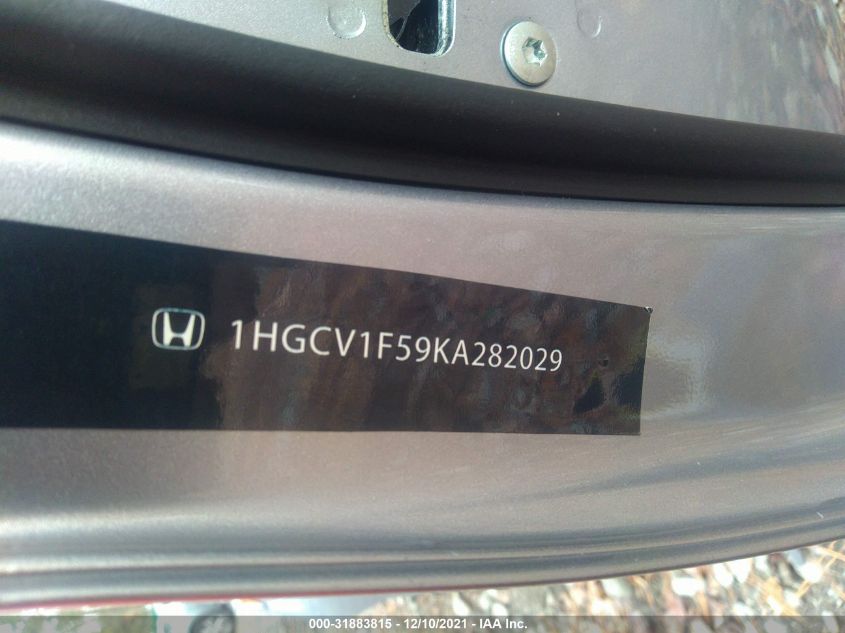 1HGCV1F59KA282029
000-31883815 - 12/10/2021 - IAA Inc.